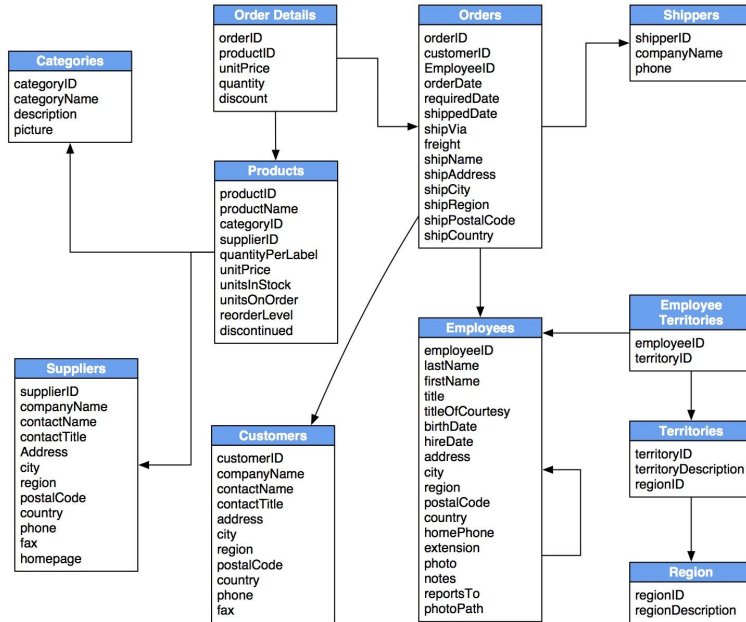 Order Details
orderID
productID
unitPrice
quantity
discount
Orders
orderID
customerID
EmployeeID
orderDate
requiredDate
shippedDate
shipVia
freight
shipName
shipAddress
shipCity
shipRegion
shipPostalCode
shipCountry
Shippers
shipperID
companyName
phone
Categories
categoryID
categoryName
description
picture
Products
productID
productName
categoryID
supplierID
quantityPerLabel
unitPrice
unitsInStock
unitsOnOrder
reorderLevel
discontinued
Employee
Territories
employeeID
territoryID
Employees
employeeID
lastName
firstName
title
titleOfCourtesy
birthDate
hireDate
address
city
region
postalCode
country
homePhone
extension
photo
notes
reportsTo
photoPath
Suppliers
supplierID
companyName
contactName
contactTitle
Address
city
region
postalCode
country
phone
fax
homepage
Customers
customerID
companyName
contactName
contactTitle
address
city
region
postalCode
country
phone
fax
Territories
territoryID
territoryDescription
regionID
Region
regionID
regionDescription